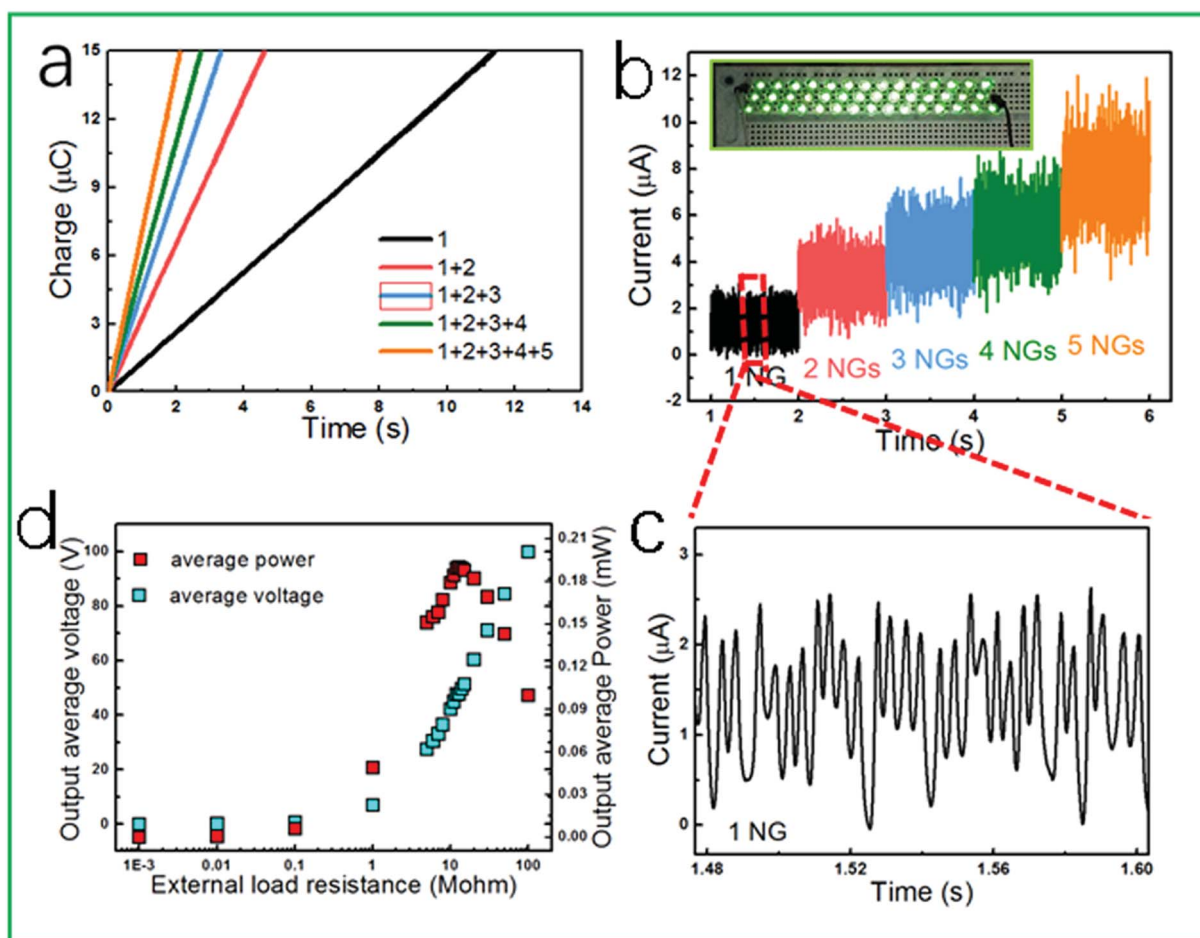 a
15
12
9
6
3
0
Charge (μC)
0 2 4 6 8 10 12 14
Time (s)
1
1+2
1+2+3
1+2+3+4
1+2+3+4+5
b
12
10
8
6
4
2
0
-2
Current (μA)
1 NG
2 NGs
3 NGs
4 NGs
5 NGs
1 2 3 4 5 6
Time (s)
d
100
80
60
40
20
0
Output average voltage (V)
average power
average voltage
0.21
0.18
0.15
0.12
0.09
0.06
0.03
0.00
Output average Power (mW)
1E-3 0.01 0.1 1 10 100
External load resistance (Mohm)
c
3
2
1
0
Current (μA)
1 NG
1.48 1.52 1.56 1.60
Time (s)